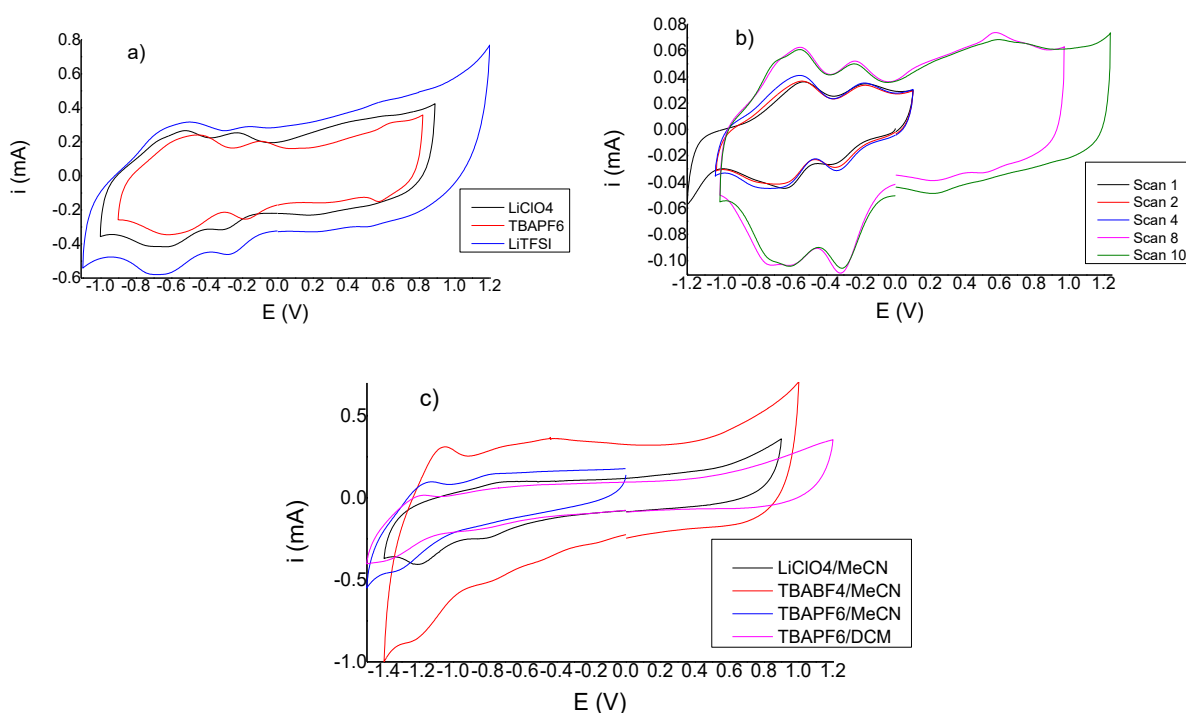 a)
i (mA)
0.8
0.6
0.4
0.2
0.0
-0.2
-0.4
-0.6
-1.0 -0.8 -0.6 -0.4 -0.2 0.0 0.2 0.4 0.6 0.8 1.0 1.2
E (V)
LiClO4
TBAPF6
LiTFSI
b)
i (mA)
0.08
0.06
0.04
0.02
0.00
-0.02
-0.04
-0.06
-0.08
-0.10
-1.2 -1.0 -0.8 -0.6 -0.4 -0.2 0.0 0.2 0.4 0.6 0.8 1.0 1.2
E (V)
Scan 1
Scan 2
Scan 4
Scan 8
Scan 10
c)
i (mA)
0.5
0.0
-0.5
-1.0
-1.4 -1.2 -1.0 -0.8 -0.6 -0.4 -0.2 0.0 0.2 0.4 0.6 0.8 1.0 1.2
E (V)
LiClO4/MeCN
TBABF4/MeCN
TBAPF6/MeCN
TBAPF6/DCM